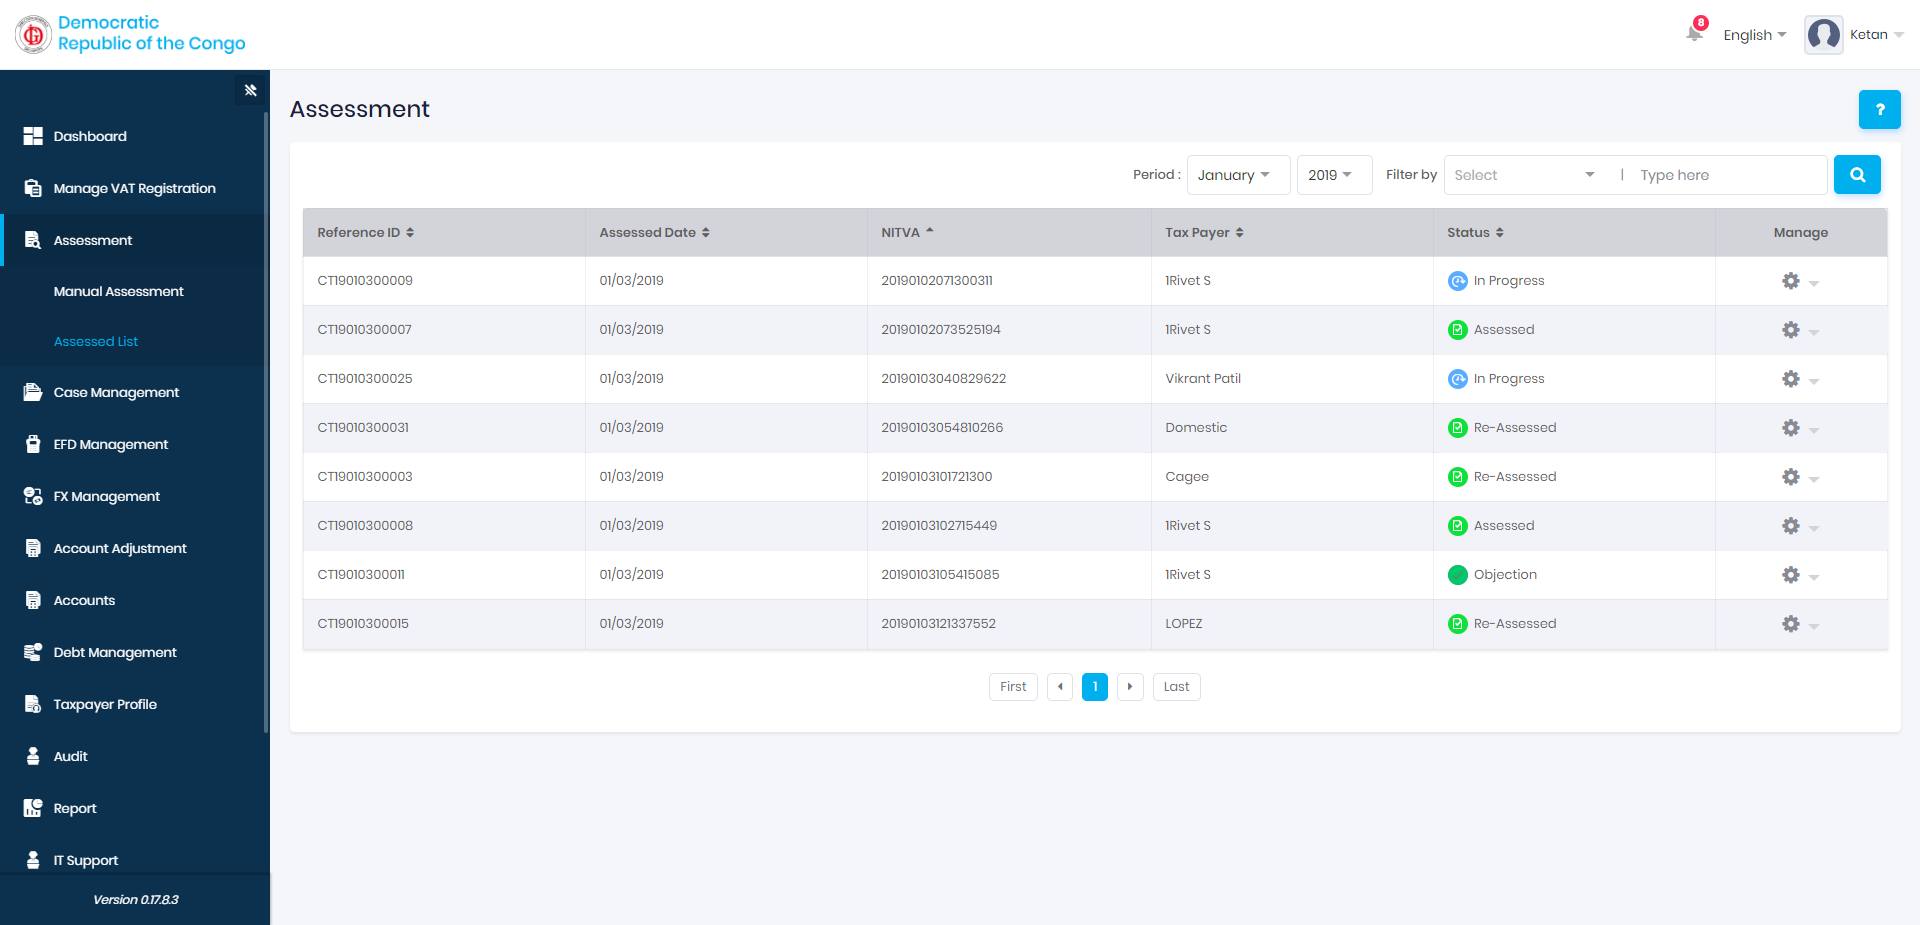 Democratic
Republic of the Congo
8
English
Ketan
Dashboard
Manage VAT Registration
Assessment
Manual Assessment
Assessed List
Case Management
EFD Management
FX Management
Account Adjustment
Accounts
Debt Management
Taxpayer Profile
Audit
Report
IT Support
Version 0.17.8.3
Assessment
?
Period : January 2019 Filter by Select | Type here
Reference ID Assessed Date NITVA Tax Payer Status Manage
CT19010300009 01/03/2019 20190102071300311 1Rivet S In Progress
CT19010300007 01/03/2019 20190102073525194 1Rivet S Assessed
CT19010300025 01/03/2019 20190103040829622 Vikrant Patil In Progress
CT19010300031 01/03/2019 20190103054810266 Domestic Re-Assessed
CT19010300003 01/03/2019 20190103101721300 Cagee Re-Assessed
CT19010300008 01/03/2019 20190103102715449 1Rivet S Assessed
CT19010300011 01/03/2019 20190103105415085 1Rivet S Objection
CT19010300015 01/03/2019 20190103121337552 LOPEZ Re-Assessed
First 1 Last